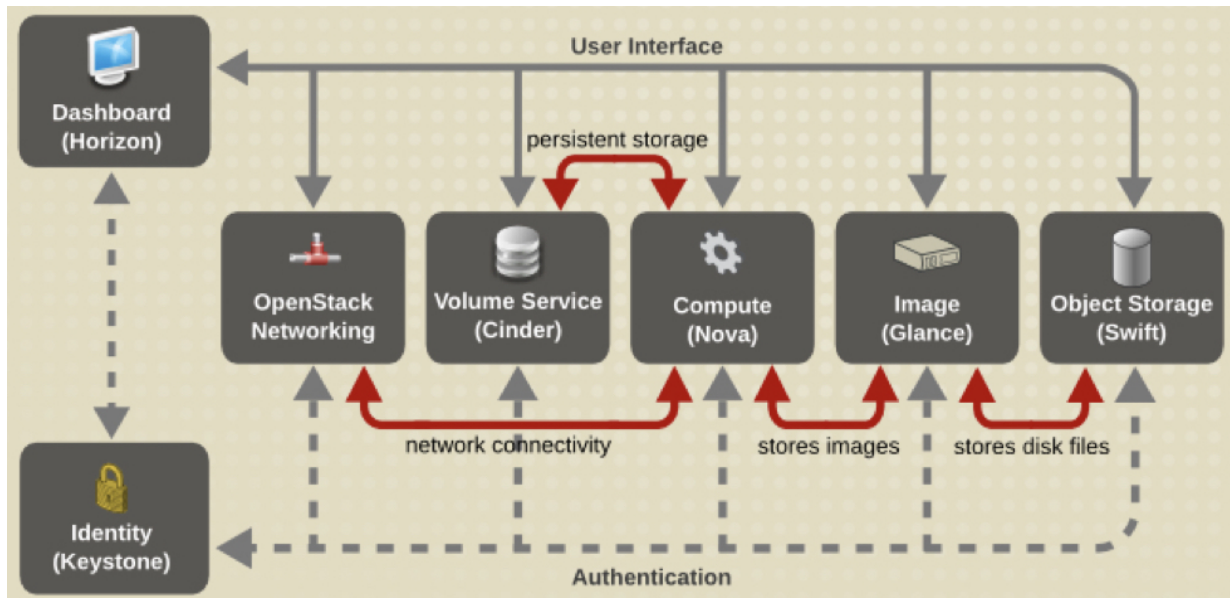 User Interface
Dashboard
(Horizon)
persistent storage
OpenStack
Networking
Volume Service
(Cinder)
Compute
(Nova)
Image
(Glance)
Object Storage
(Swift)
network connectivity
stores images
stores disk files
Identity
(Keystone)
Authentication